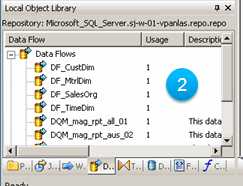 Local Object Library
Repository: Microsoft_SQL_Server.sj-w-01-vpanlas.repo.repo
Data Flow Usage Descriptio
Data Flows
DF_CustDim 1
DF_MtrlDim 1
DF_SalesOrg 1
DF_TimeDim 1
DQM_mag_rpt_all_01 1 This data
DQM_mag_rpt_aus_02 2 This data
2
P.. J... W. D.. T.. D.. F.. C..
Ready